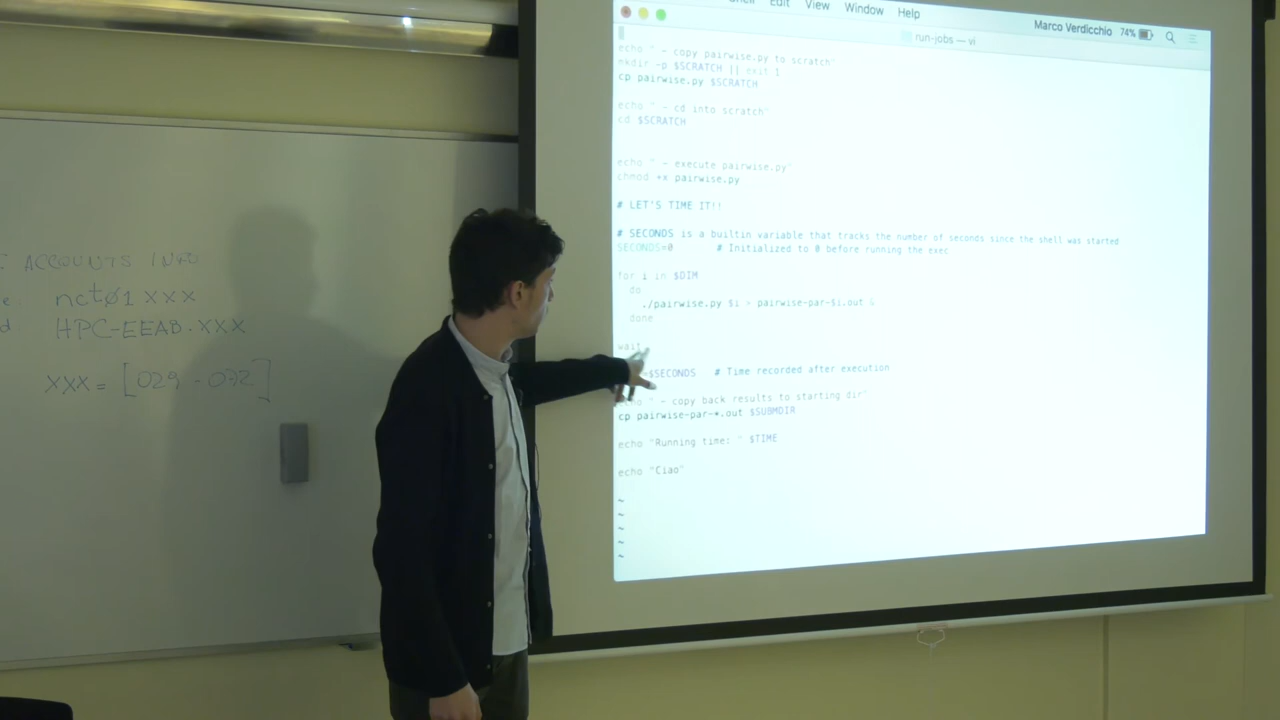 ACCOUNTS INFO
nctø1 XXX
HPC-EEAB.XXX
XXX = [029 - 072]
Edit View Window Help
Marco Verdicchio 74%
run-jobs — vi
echo " - copy pairwise.py to scratch"
mkdir -p $SCRATCH || exit 1
cp pairwise.py $SCRATCH
echo " - cd into scratch"
cd $SCRATCH
echo " - execute pairwise.py"
chmod +x pairwise.py
# LET'S TIME IT!!
# SECONDS is a builtin variable that tracks the number of seconds since the shell was started
SECONDS=0 # Initialized to 0 before running the exec
for i in $DIM
do
./pairwise.py $i > pairwise-par-$i.out &
done
wait
=$SECONDS # Time recorded after execution
echo " - copy back results to starting dir"
cp pairwise-par-*.out $SUBMDIR
echo "Running time: " $TIME
echo "Ciao"
~
~
~
~
~